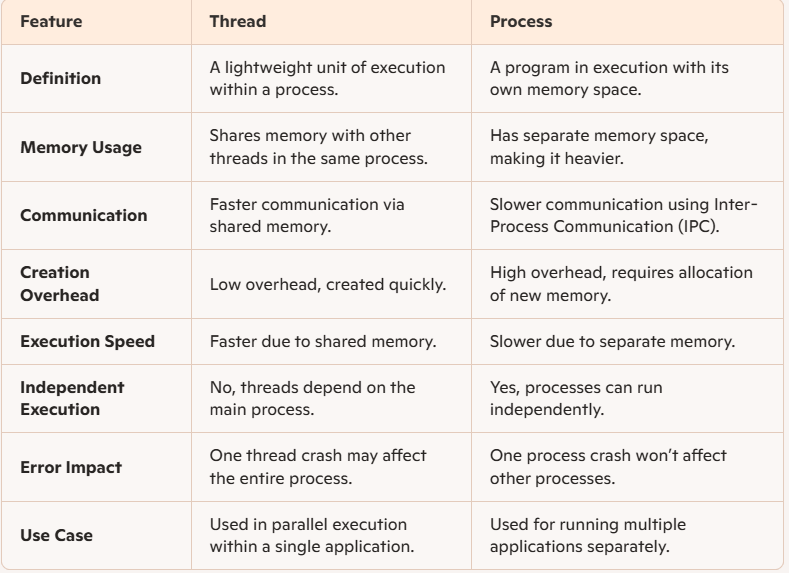 Feature Thread Process
Definition
A lightweight unit of execution
within a process.
A program in execution with its
own memory space.
Memory Usage
Shares memory with other
threads in the same process.
Has separate memory space,
making it heavier.
Communication
Faster communication via
shared memory.
Slower communication using Inter-
Process Communication (IPC).
Creation
Overhead
Low overhead, created quickly.
High overhead, requires allocation
of new memory.
Execution Speed
Faster due to shared memory.
Slower due to separate memory.
Independent
Execution
No, threads depend on the
main process.
Yes, processes can run
independently.
Error Impact
One thread crash may affect
the entire process.
One process crash won’t affect
other processes.
Use Case
Used in parallel execution
within a single application.
Used for running multiple
applications separately.